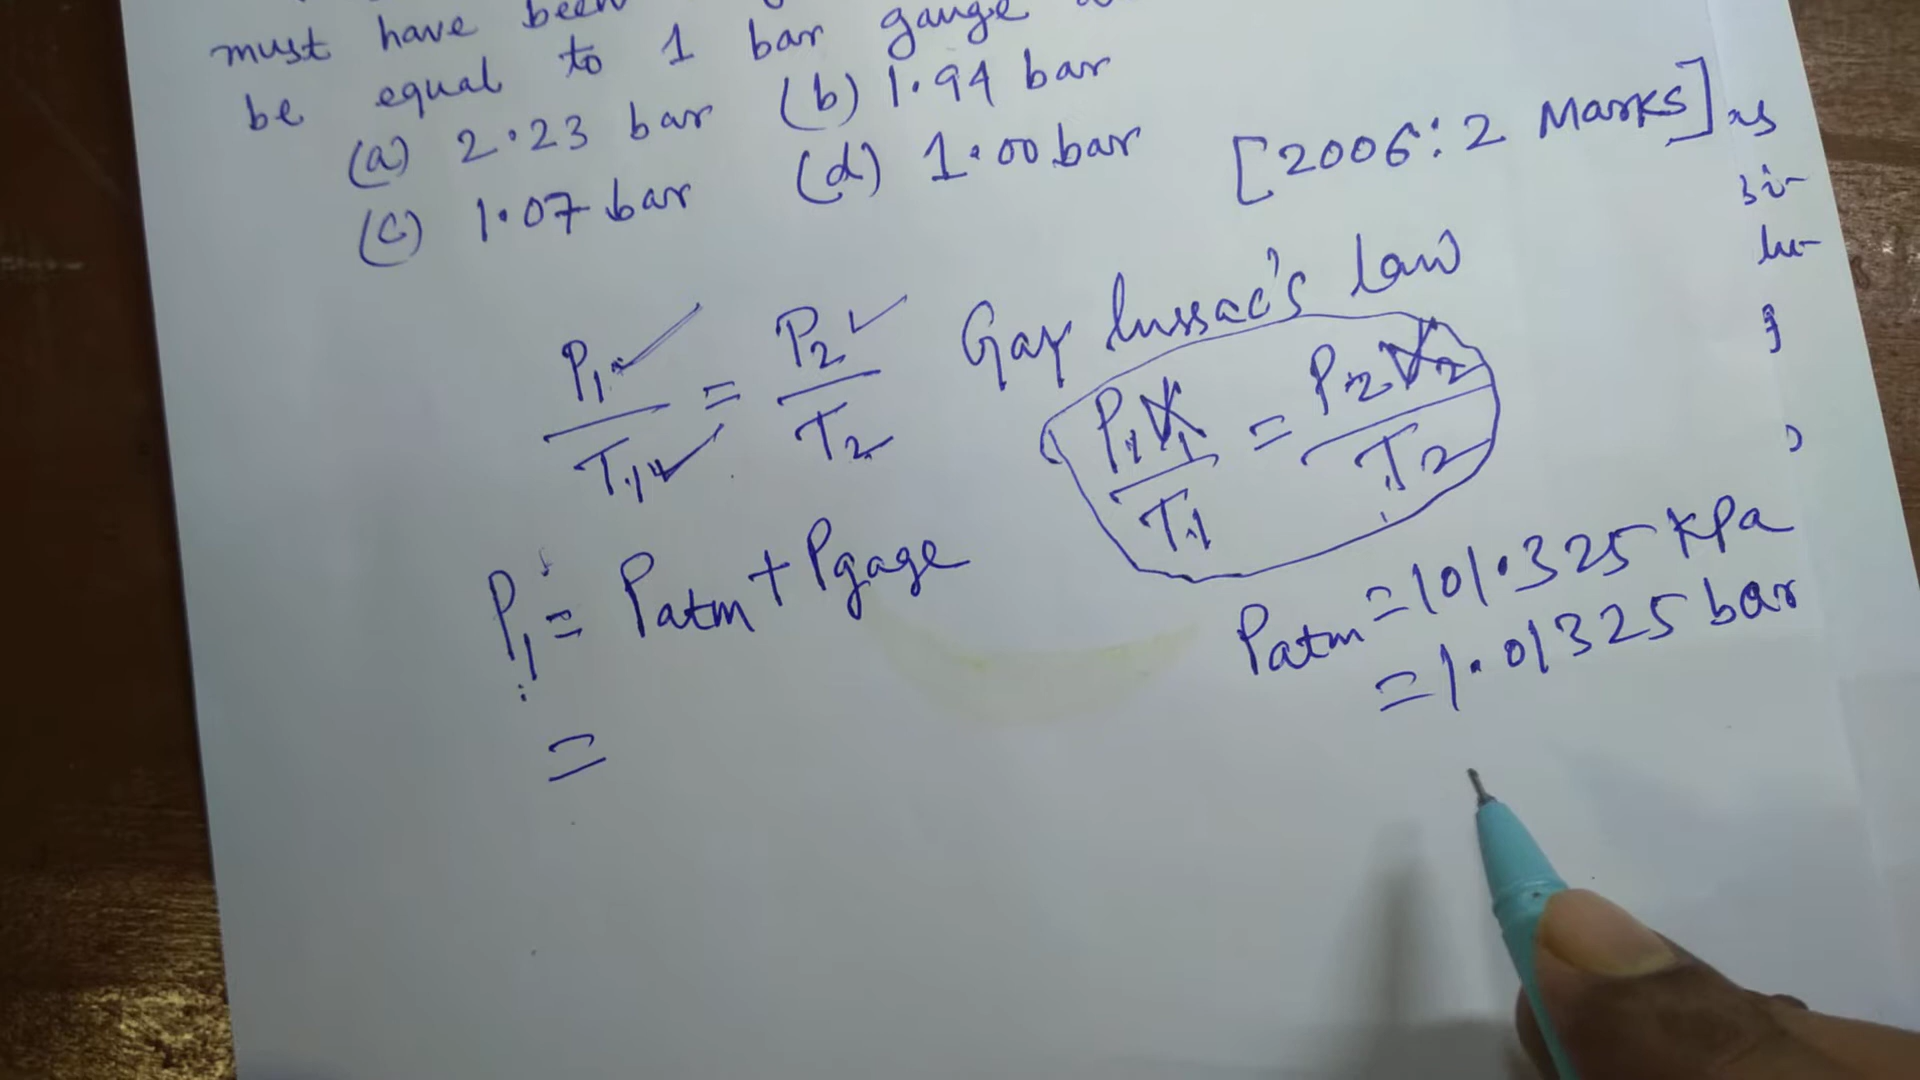 must have been
be equal to 1 bar gauge
(a) 2.23 bar (b) 1.94 bar
(c) 1.07 bar (d) 1.00 bar
[2006: 2 Marks]
P1/T1 = P2/T2 Gay lussac's law
P1V1/T1 = P2V2/T2
P1 = Patm + Pgage
Patm = 101.325 kPa
= 1.01325 bar
=